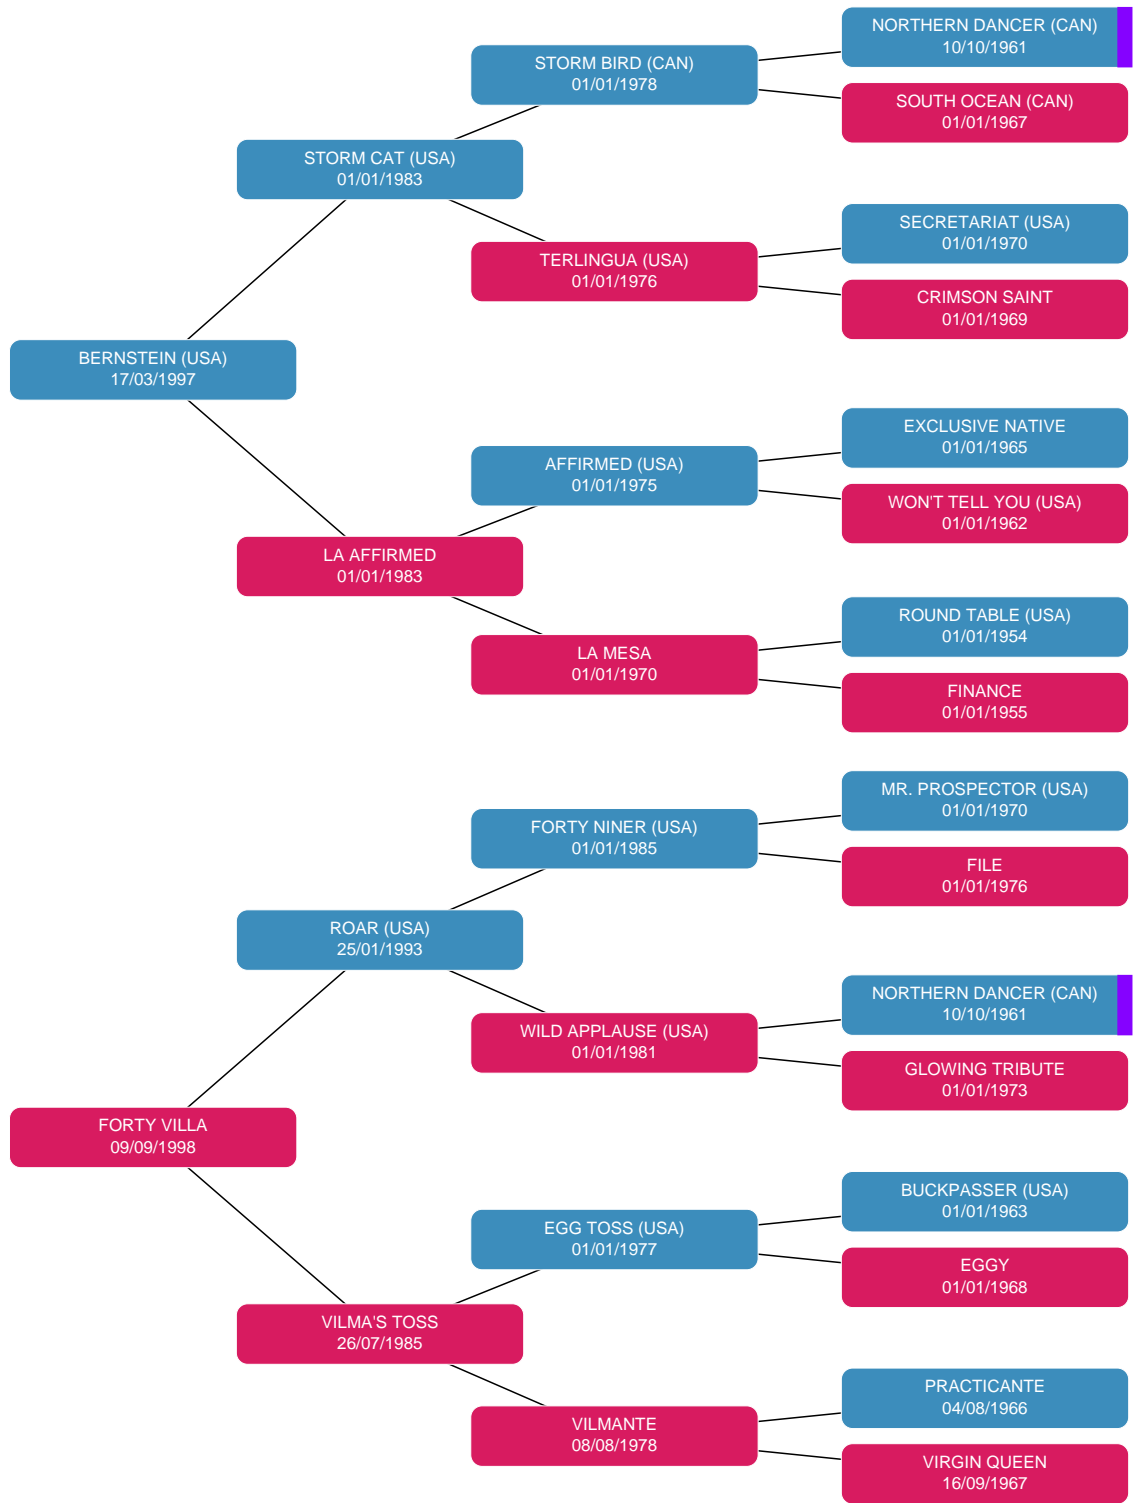 NORTHERN DANCER (CAN)
10/10/1961
STORM BIRD (CAN)
01/01/1978
SOUTH OCEAN (CAN)
01/01/1967
STORM CAT (USA)
01/01/1983
SECRETARIAT (USA)
01/01/1970
TERLINGUA (USA)
01/01/1976
CRIMSON SAINT
01/01/1969
BERNSTEIN (USA)
17/03/1997
EXCLUSIVE NATIVE
01/01/1965
AFFIRMED (USA)
01/01/1975
WON'T TELL YOU (USA)
01/01/1962
LA AFFIRMED
01/01/1983
ROUND TABLE (USA)
01/01/1954
LA MESA
01/01/1970
FINANCE
01/01/1955
MR. PROSPECTOR (USA)
01/01/1970
FORTY NINER (USA)
01/01/1985
FILE
01/01/1976
ROAR (USA)
25/01/1993
NORTHERN DANCER (CAN)
10/10/1961
WILD APPLAUSE (USA)
01/01/1981
GLOWING TRIBUTE
01/01/1973
FORTY VILLA
09/09/1998
BUCKPASSER (USA)
01/01/1963
EGG TOSS (USA)
01/01/1977
EGGY
01/01/1968
VILMA'S TOSS
26/07/1985
PRACTICANTE
04/08/1966
VILMANTE
08/08/1978
VIRGIN QUEEN
16/09/1967